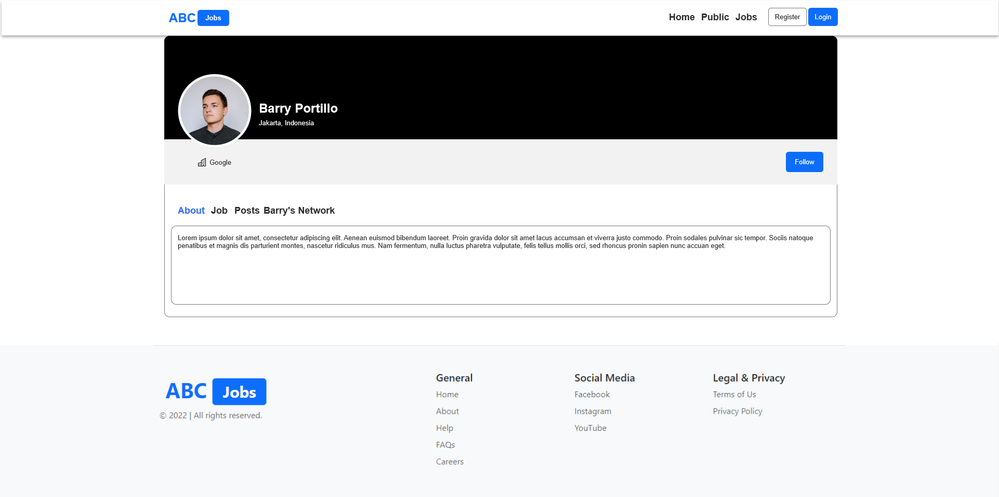 ABC Jobs
Home Public Jobs Register Login
Barry Portillo
Jakarta, Indonesia
Google
Follow
About Job Posts Barry's Network
Lorem ipsum dolor sit amet, consectetur adipiscing elit. Aenean euismod bibendum laoreet. Proin gravida dolor sit amet lacus accumsan et viverra justo commodo. Proin sodales pulvinar sic tempor. Sociis natoque
penatibus et magnis dis parturient montes, nascetur ridiculus mus. Nam fermentum, nulla luctus pharetra vulputate, felis tellus mollis orci, sed rhoncus pronin sapien nunc accuan eget.
ABC Jobs
© 2022 | All rights reserved.
General
Home
About
Help
FAQs
Careers
Social Media
Facebook
Instagram
YouTube
Legal & Privacy
Terms of Us
Privacy Policy